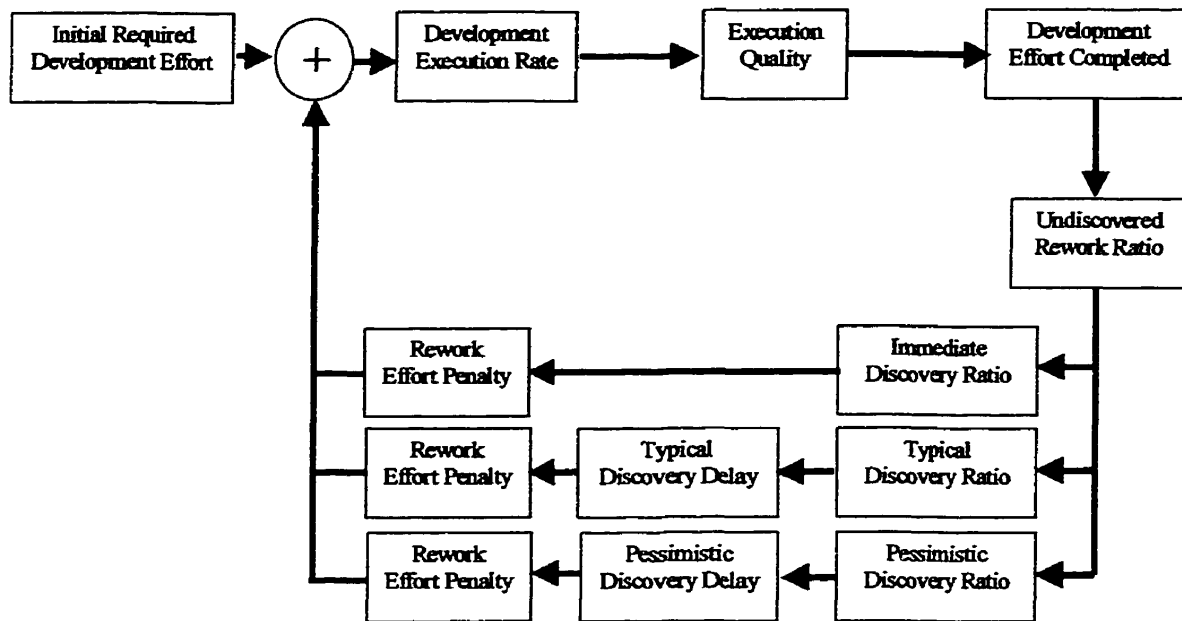 Initial Required
Development Effort
+
Development
Execution Rate
Execution
Quality
Development
Effort Completed
Undiscovered
Rework Ratio
Rework
Effort Penalty
Immediate
Discovery Ratio
Rework
Effort Penalty
Typical
Discovery Delay
Typical
Discovery Ratio
Rework
Effort Penalty
Pessimistic
Discovery Delay
Pessimistic
Discovery Ratio